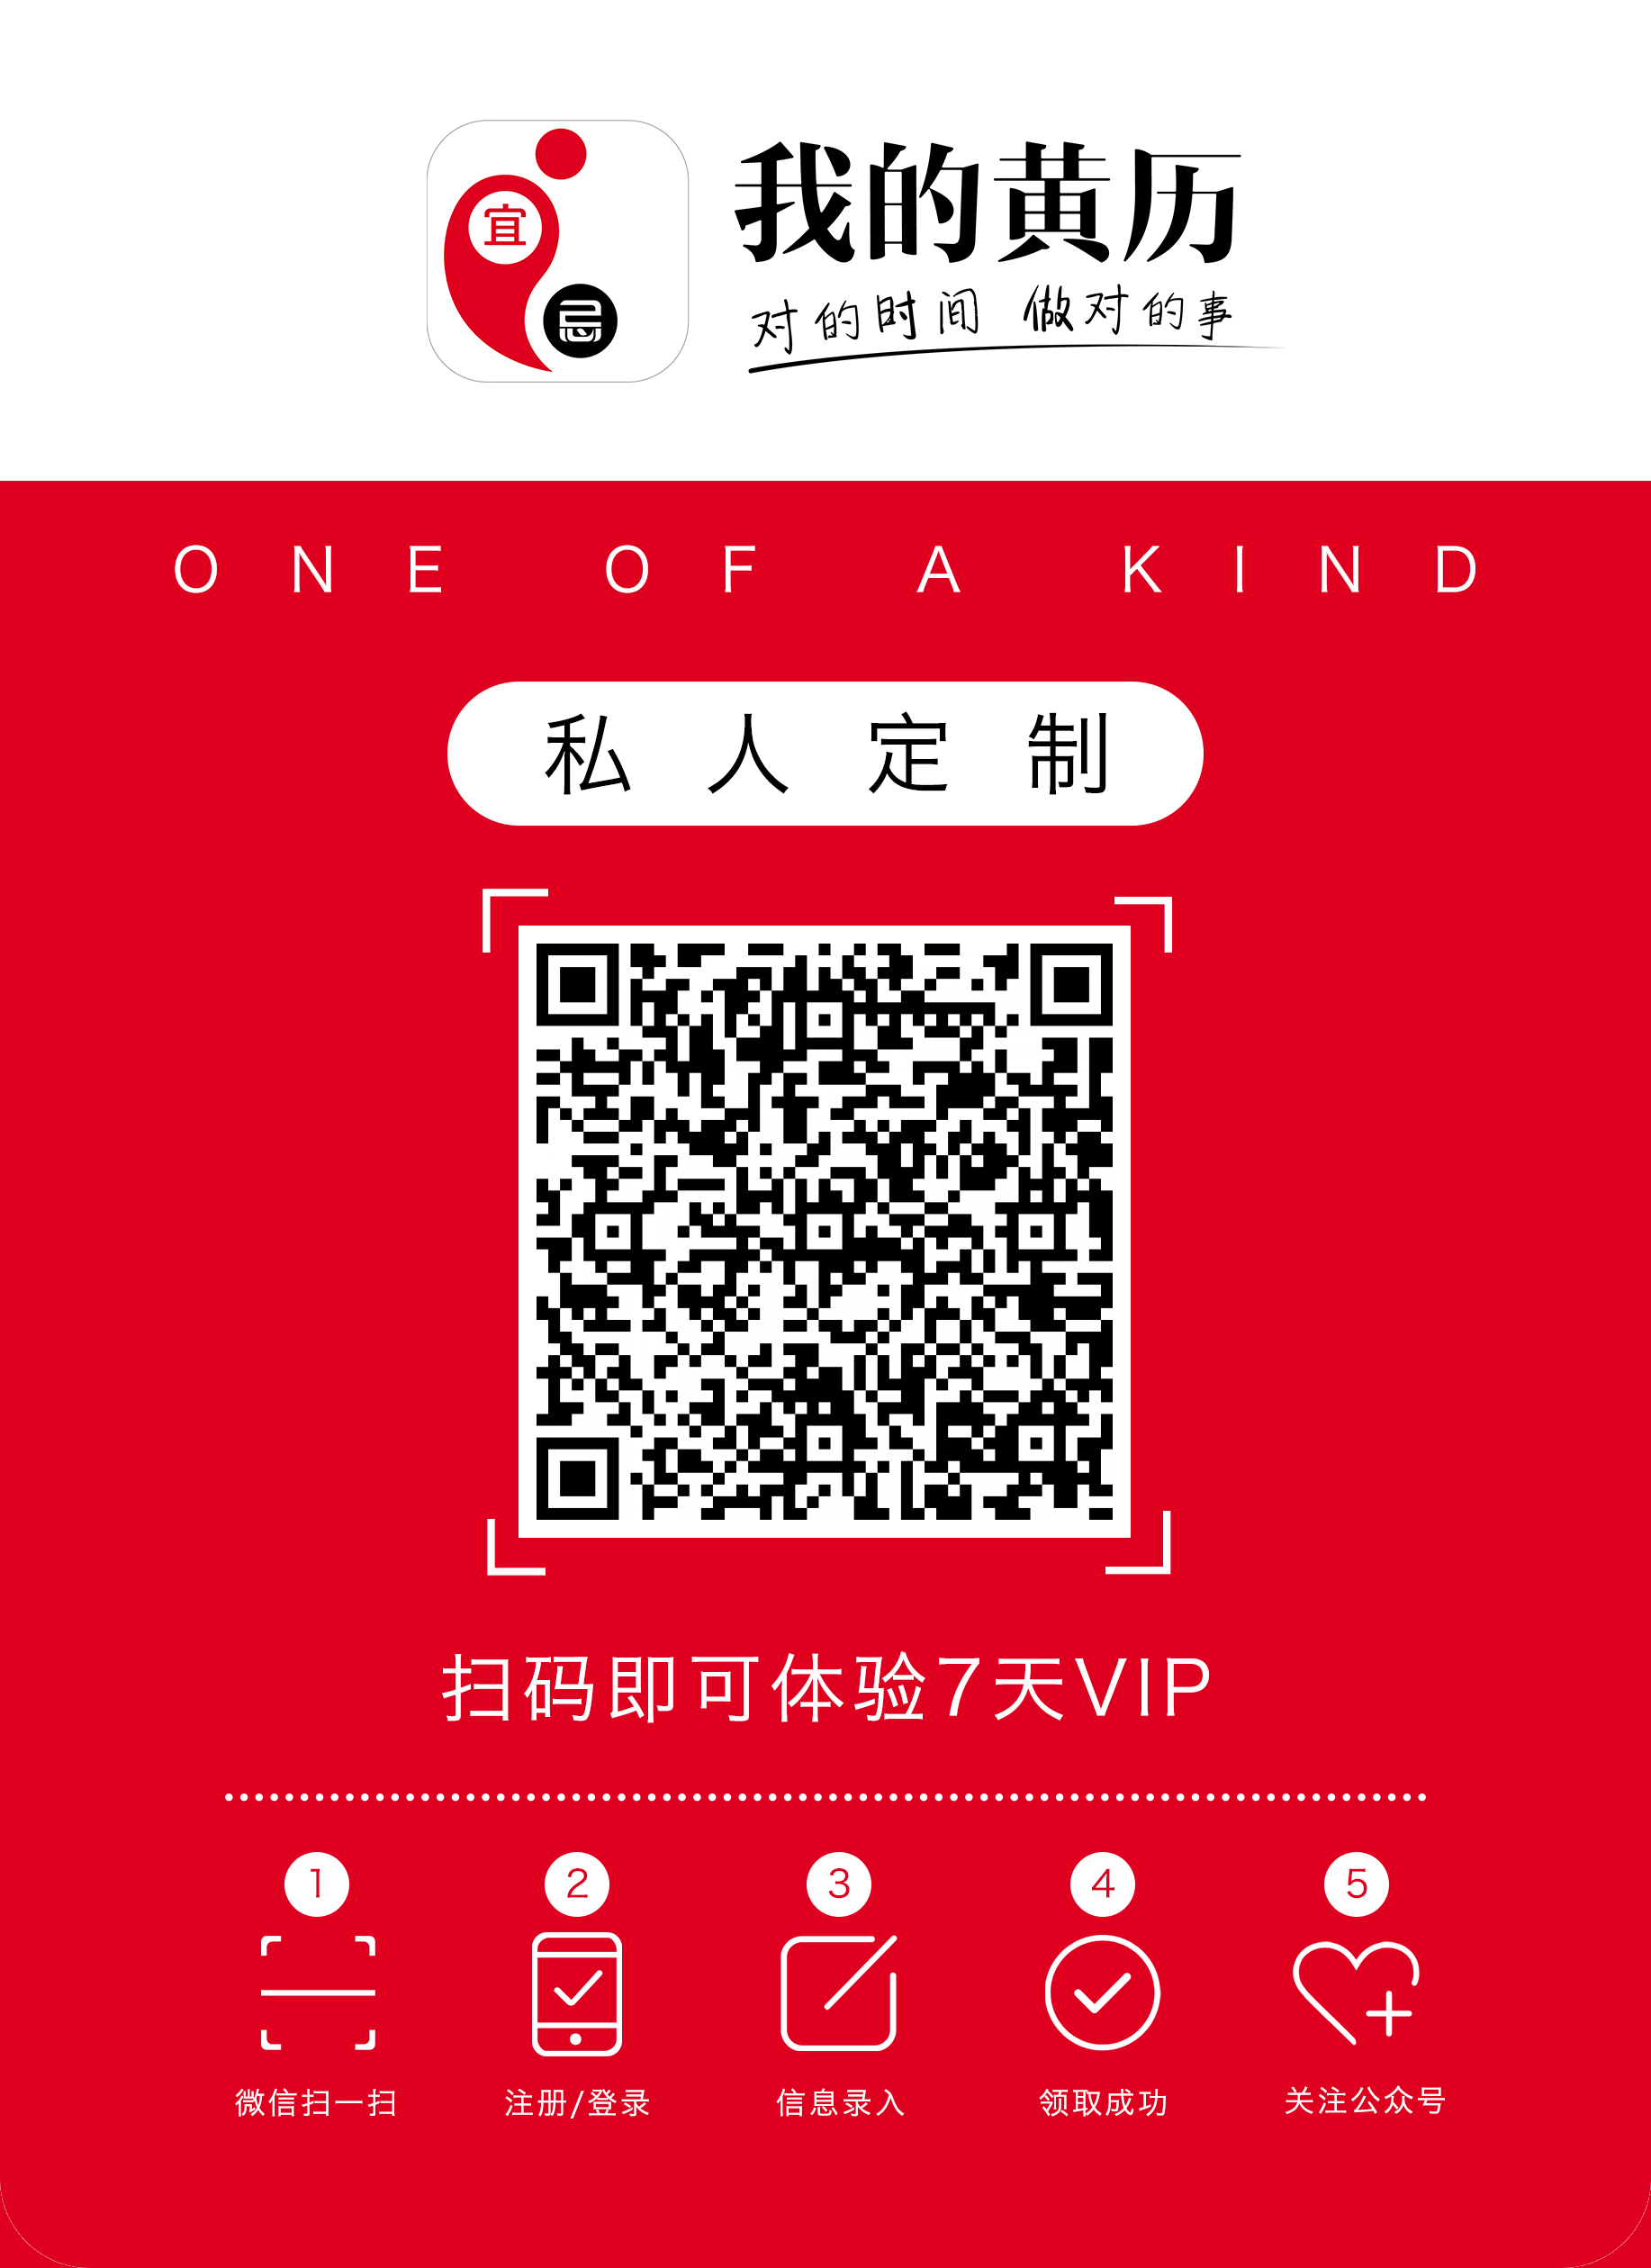 宜
忌
我的黄历
对的时间 做对的事
ONE OF A KIND
私人定制
扫码即可体验7天VIP
1 2 3 4 5
微信扫一扫 注册/登录 信息录入 领取成功 关注公众号